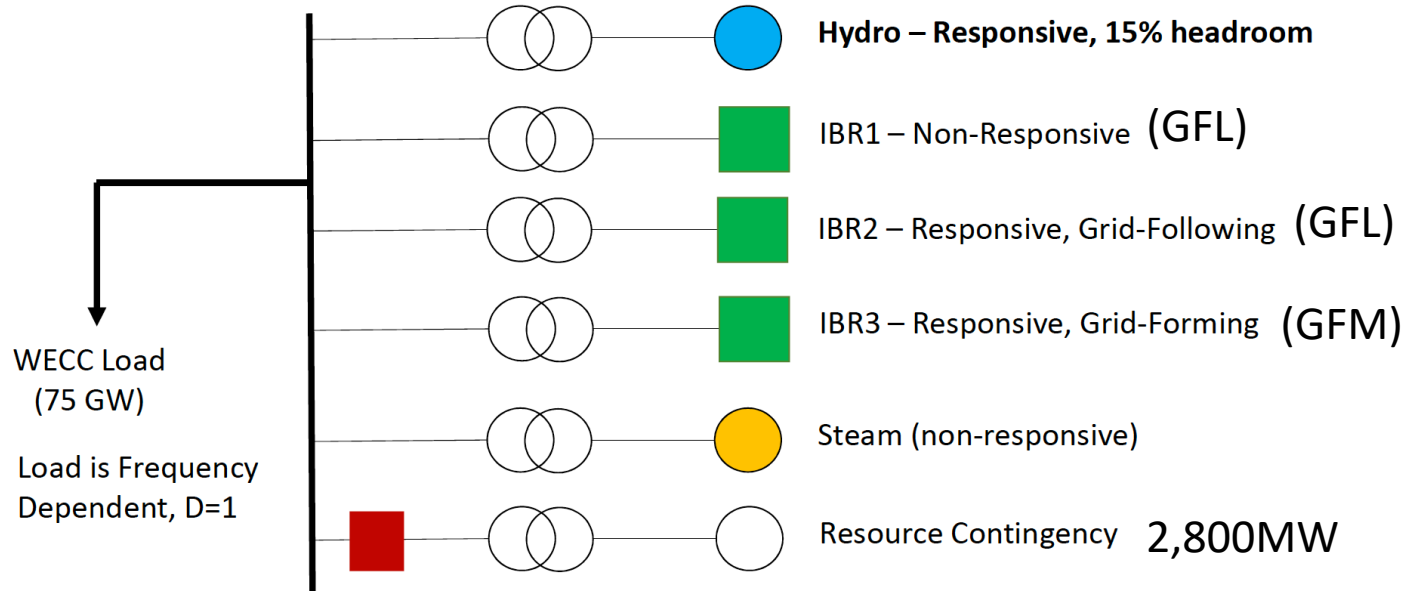 Hydro – Responsive, 15% headroom
IBR1 – Non-Responsive (GFL)
IBR2 – Responsive, Grid-Following (GFL)
IBR3 – Responsive, Grid-Forming (GFM)
WECC Load
(75 GW)
Load is Frequency
Dependent, D=1
Steam (non-responsive)
Resource Contingency 2,800MW